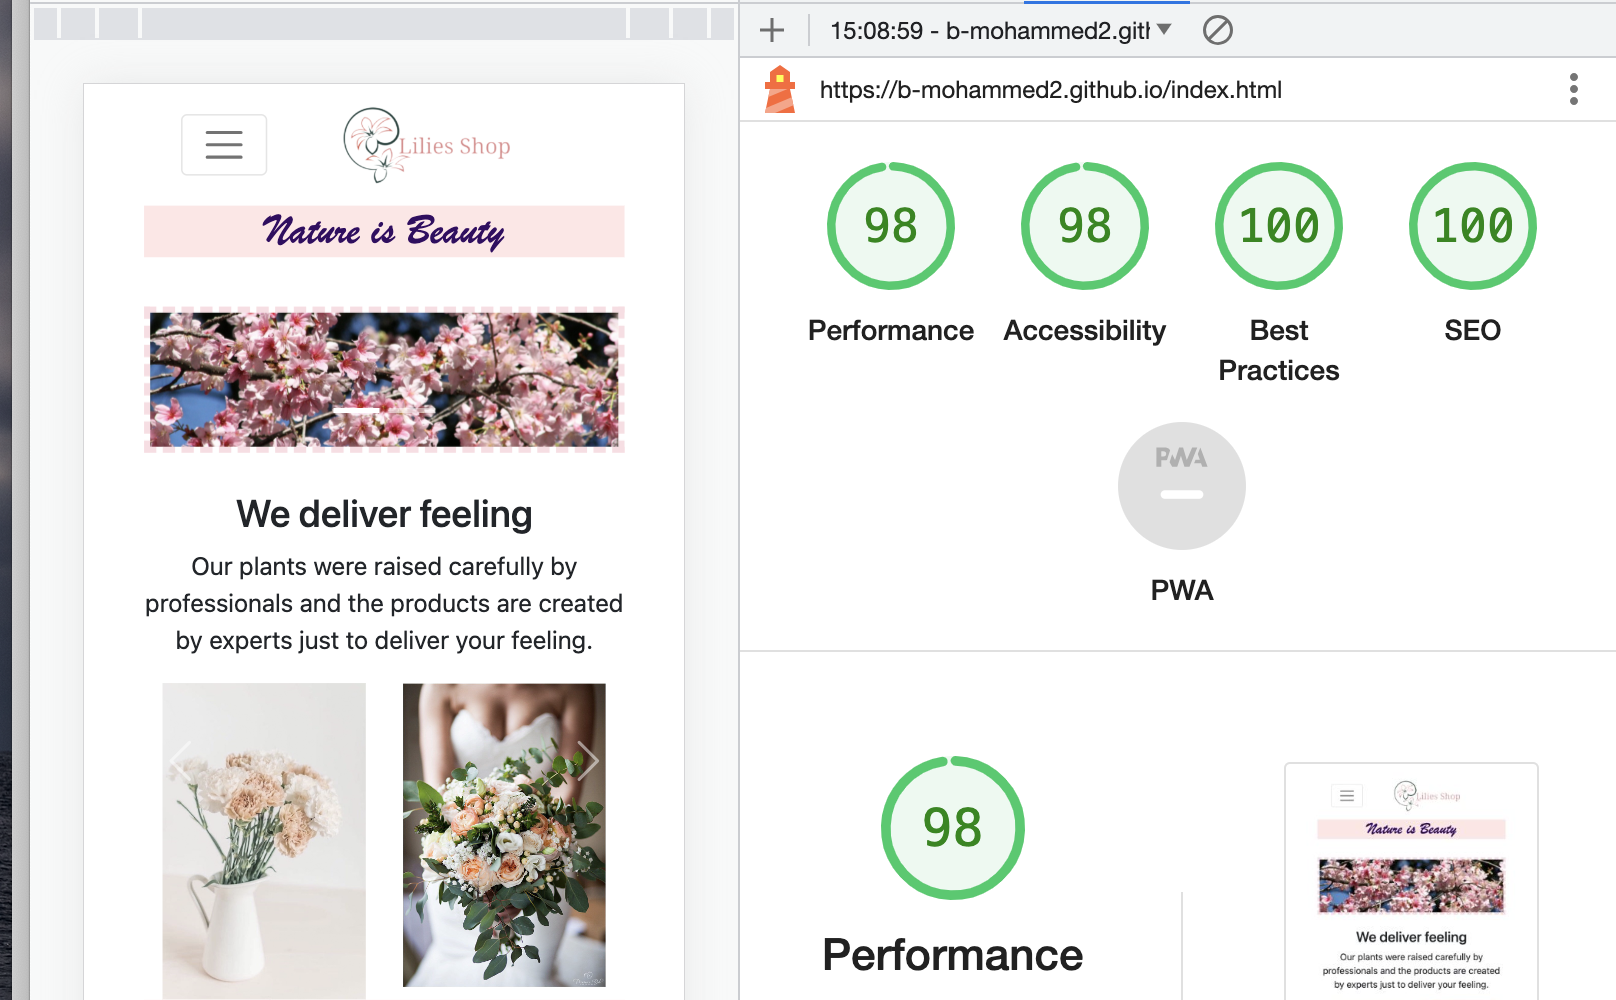 15:08:59 - b-mohammed2.gith
https://b-mohammed2.github.io/index.html
Lilies Shop
Nature is Beauty
We deliver feeling
Our plants were raised carefully by
professionals and the products are created
by experts just to deliver your feeling.
98
98
100
100
Performance
Accessibility
Best
Practices
SEO
PWA
PWA
98
Performance
Lilies Shop
Nature is Beauty
We deliver feeling
Our plants were raised carefully by
professionals and the products are created
by experts just to deliver your feeling.